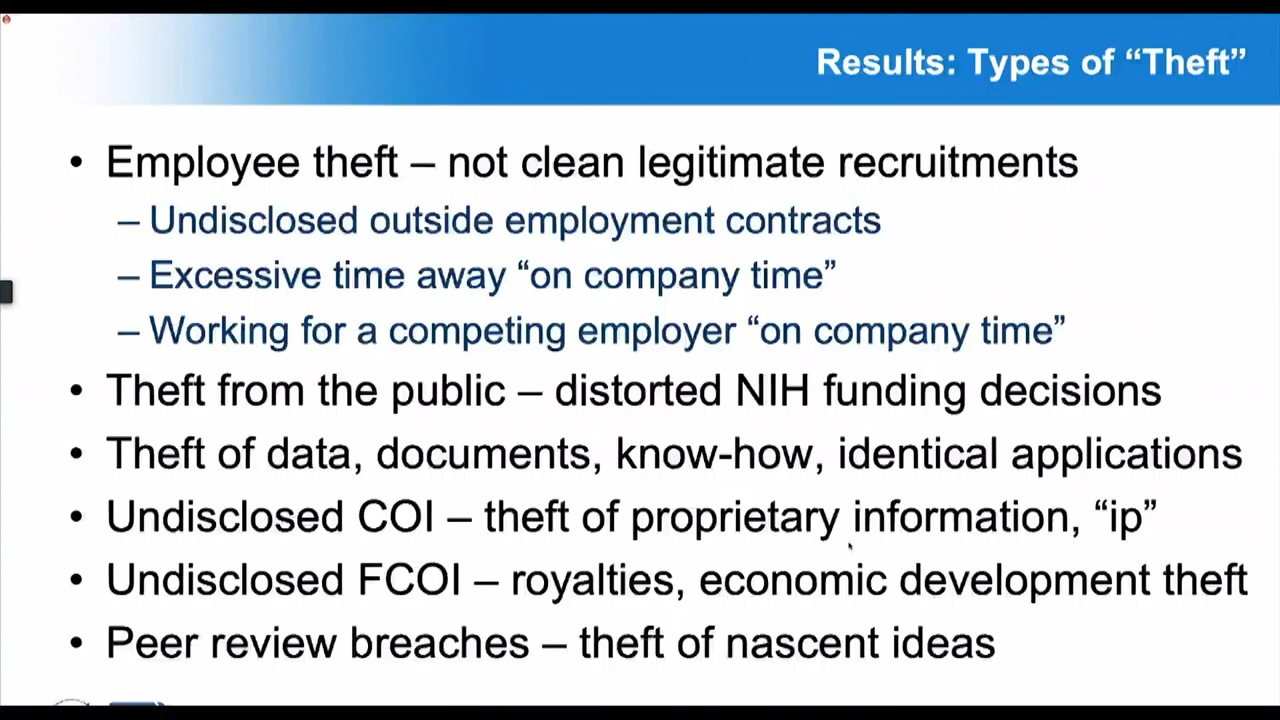 Results: Types of “Theft”
• Employee theft – not clean legitimate recruitments
– Undisclosed outside employment contracts
– Excessive time away “on company time”
– Working for a competing employer “on company time”
• Theft from the public – distorted NIH funding decisions
• Theft of data, documents, know-how, identical applications
• Undisclosed COI – theft of proprietary information, “ip”
• Undisclosed FCOI – royalties, economic development theft
• Peer review breaches – theft of nascent ideas